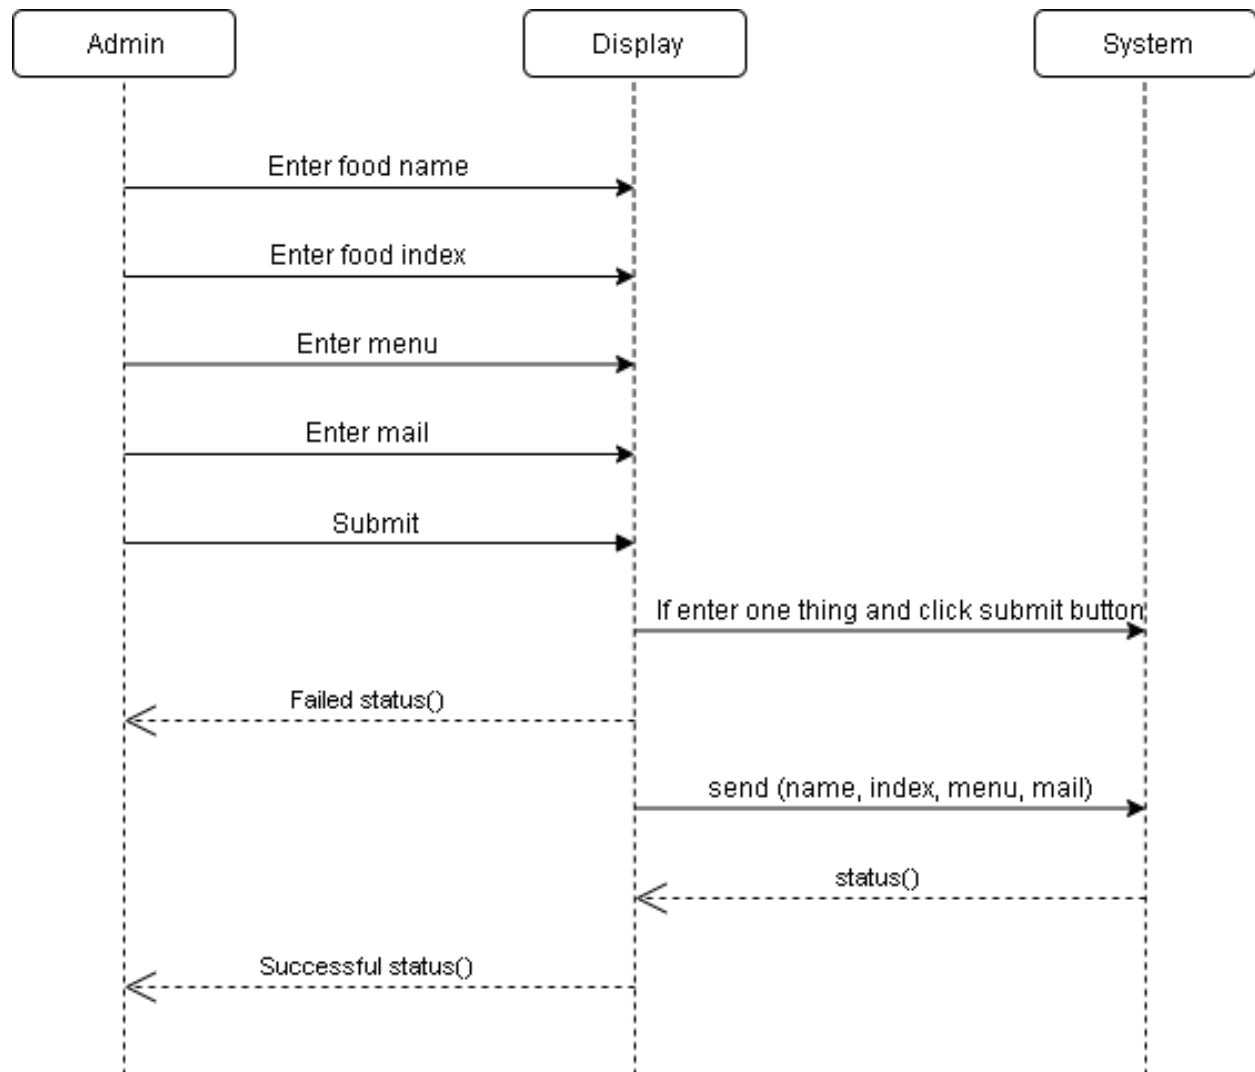 Admin
Display
System
Enter food name
Enter food index
Enter menu
Enter mail
Submit
If enter one thing and click submit button
Failed status()
send (name, index, menu, mail)
status()
Successful status()